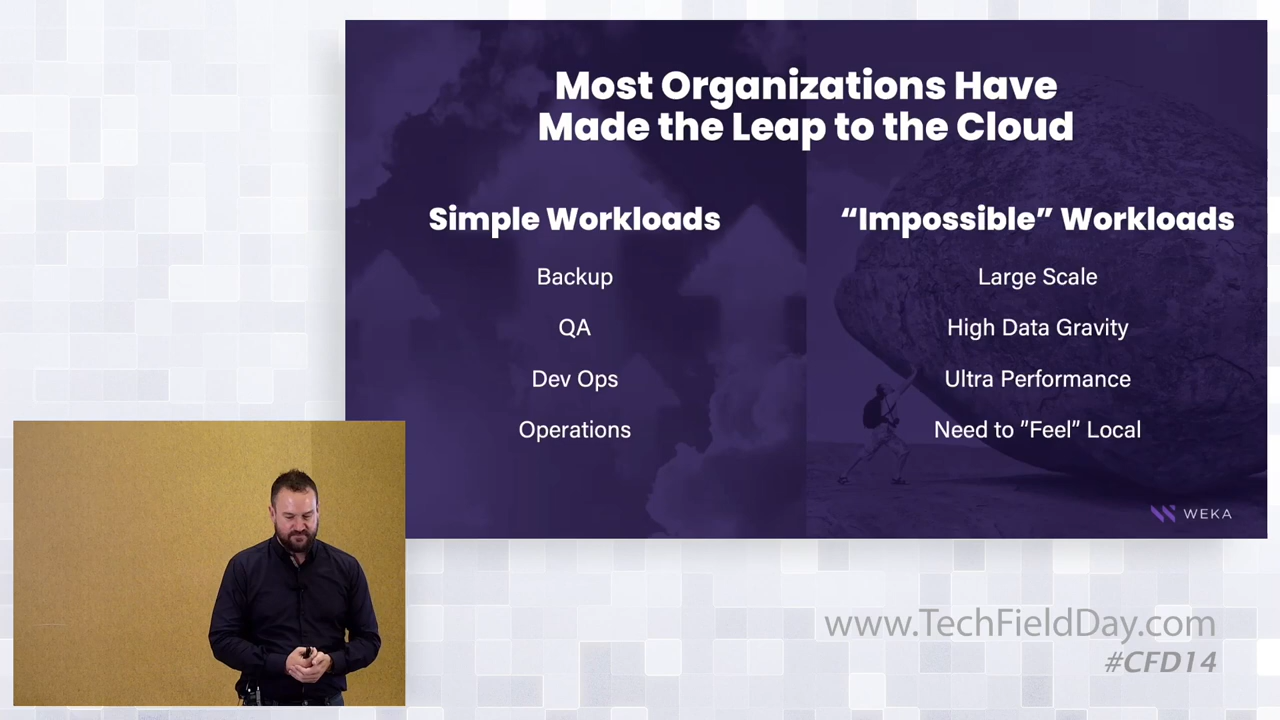 Most Organizations Have
Made the Leap to the Cloud
Simple Workloads
Backup
QA
Dev Ops
Operations
“Impossible” Workloads
Large Scale
High Data Gravity
Ultra Performance
Need to ”Feel” Local
WEKA
www.TechFieldDay.com
#CFD14